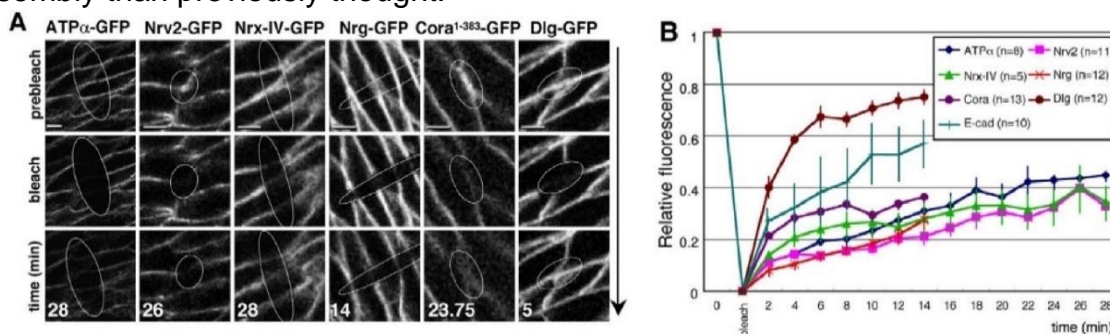 than previously thought.
A
ATPα-GFP Nrv2-GFP Nrx-IV-GFP Nrg-GFP Cora1-383-GFP Dlg-GFP
prebleach
bleach
time (min)
28 26 28 14 23.75 5
B
Relative fluorescence
1
0.8
0.6
0.4
0.2
0
ATPα (n=8) Nrv2 (n=11
Nrx-IV (n=5) Nrg (n=12)
Cora (n=13) Dlg (n=12)
E-cad (n=10)
0 2 4 6 8 10 12 14 16 18 20 22 24 26 28
time (min)